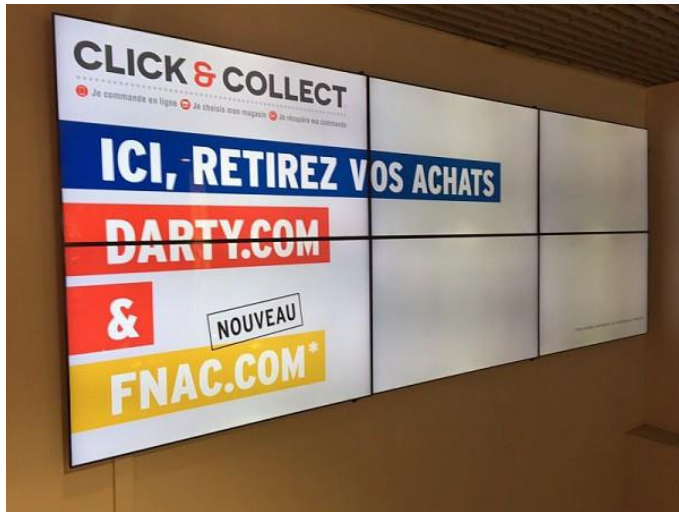 CLICK & COLLECT
Je commande en ligne Je choisis mon magasin Je récupère ma commande
ICI, RETIREZ VOS ACHATS
DARTY.COM
&
NOUVEAU
FNAC.COM*